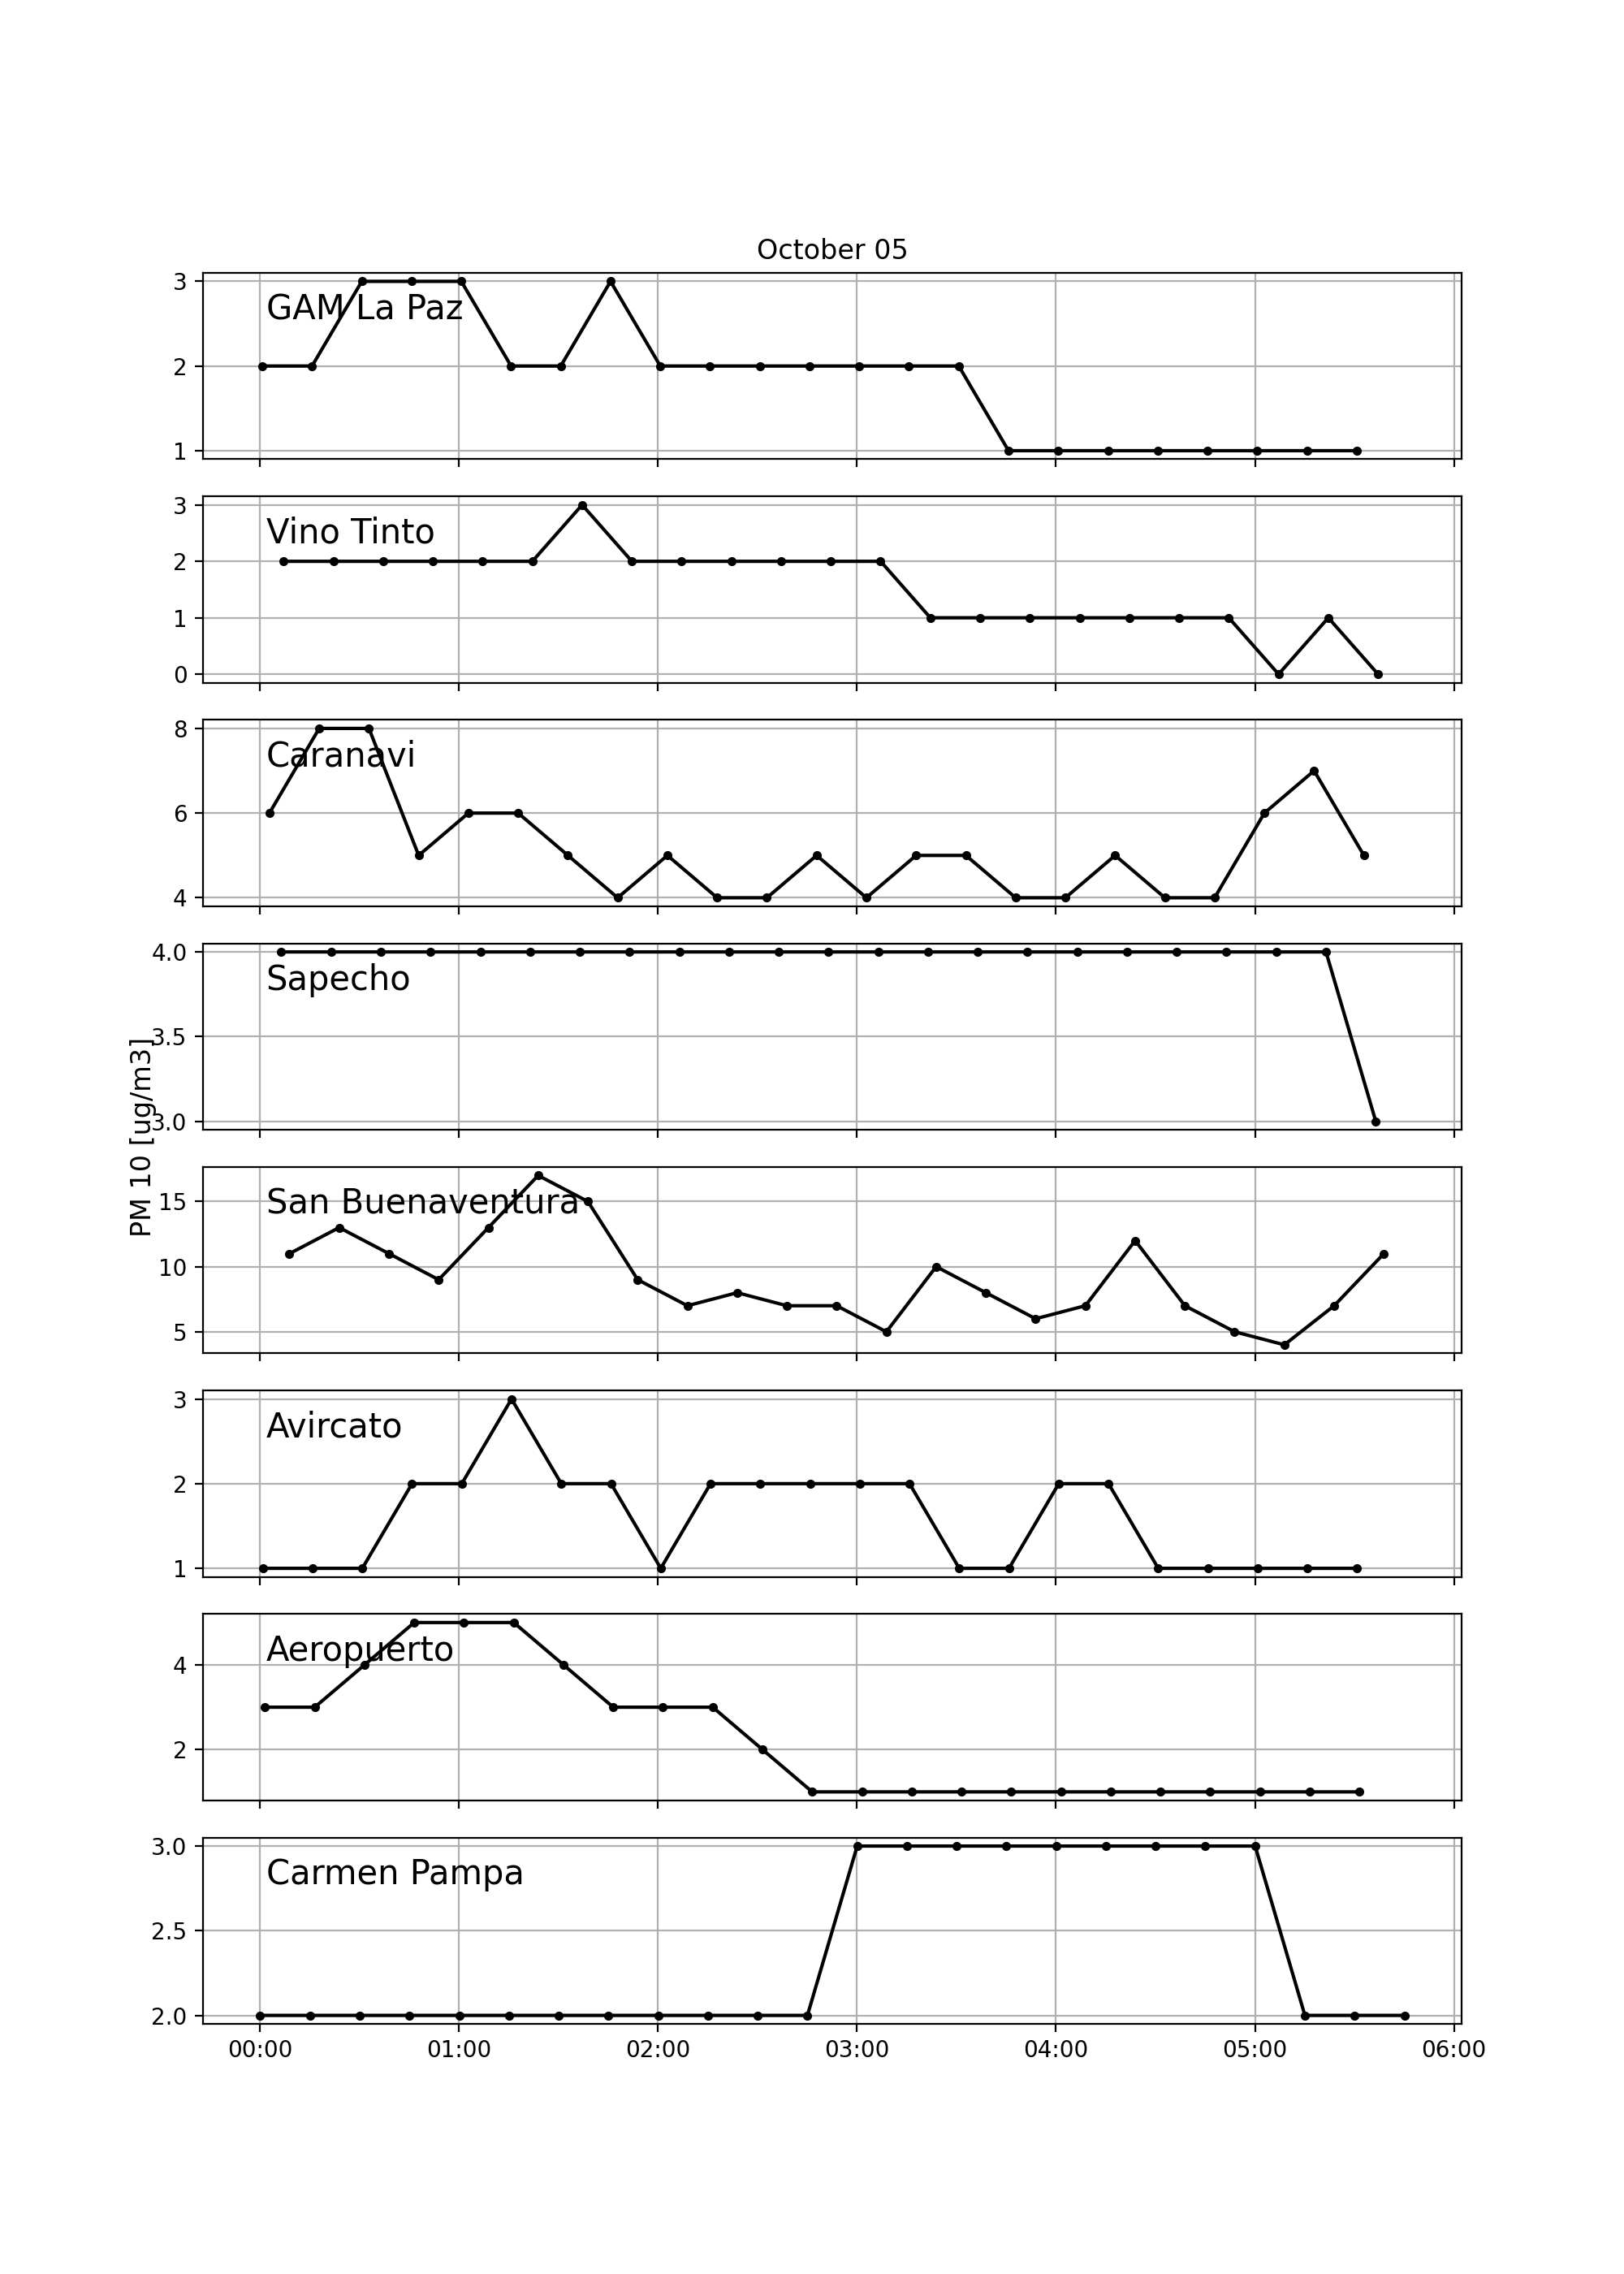 October 05
3
GAM La Paz
2
1
3
Vino Tinto
2
1
0
8
Caranavi
6
4
4.0
Sapecho
3.5
3.0
PM 10 [ug/m3]
15
San Buenaventura
10
5
3
Avircato
2
1
Aeropuerto
4
2
3.0
Carmen Pampa
2.5
2.0
00:00 01:00 02:00 03:00 04:00 05:00 06:00